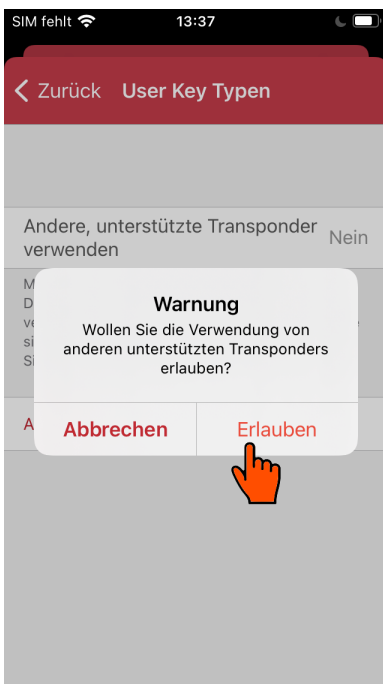 SIM fehlt 13:37
Zurück User Key Typen
Andere, unterstützte Transponder
verwenden
Nein
Warnung
Wollen Sie die Verwendung von
anderen unterstützten Transponders
erlauben?
Abbrechen Erlauben